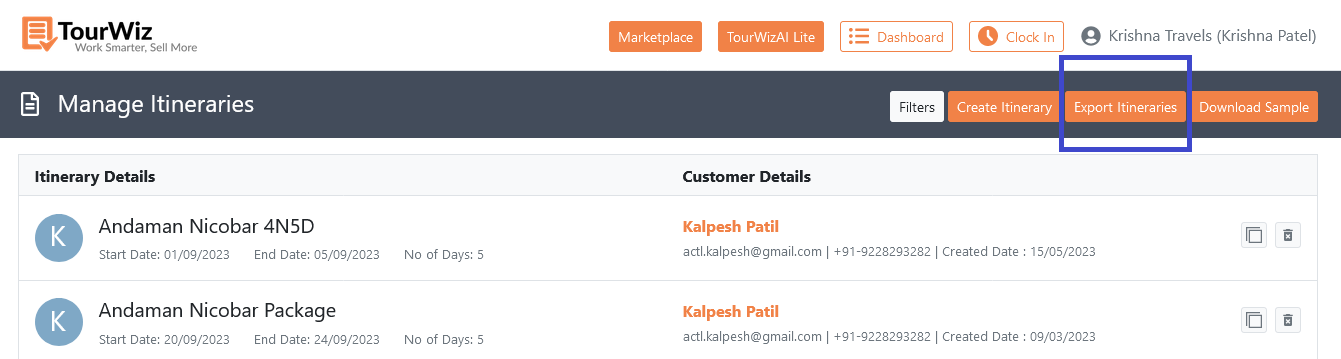 TourWiz
Work Smarter, Sell More
Marketplace
TourWizAI Lite
Dashboard
Clock In
Krishna Travels (Krishna Patel)
Manage Itineraries
Filters
Create Itinerary
Export Itineraries
Download Sample
Itinerary Details
Customer Details
K
Andaman Nicobar 4N5D
Start Date: 01/09/2023 End Date: 05/09/2023 No of Days: 5
Kalpesh Patil
actl.kalpesh@gmail.com | +91-9228293282 | Created Date : 15/05/2023
K
Andaman Nicobar Package
Start Date: 20/09/2023 End Date: 24/09/2023 No of Days: 5
Kalpesh Patil
actl.kalpesh@gmail.com | +91-9228293282 | Created Date : 09/03/2023